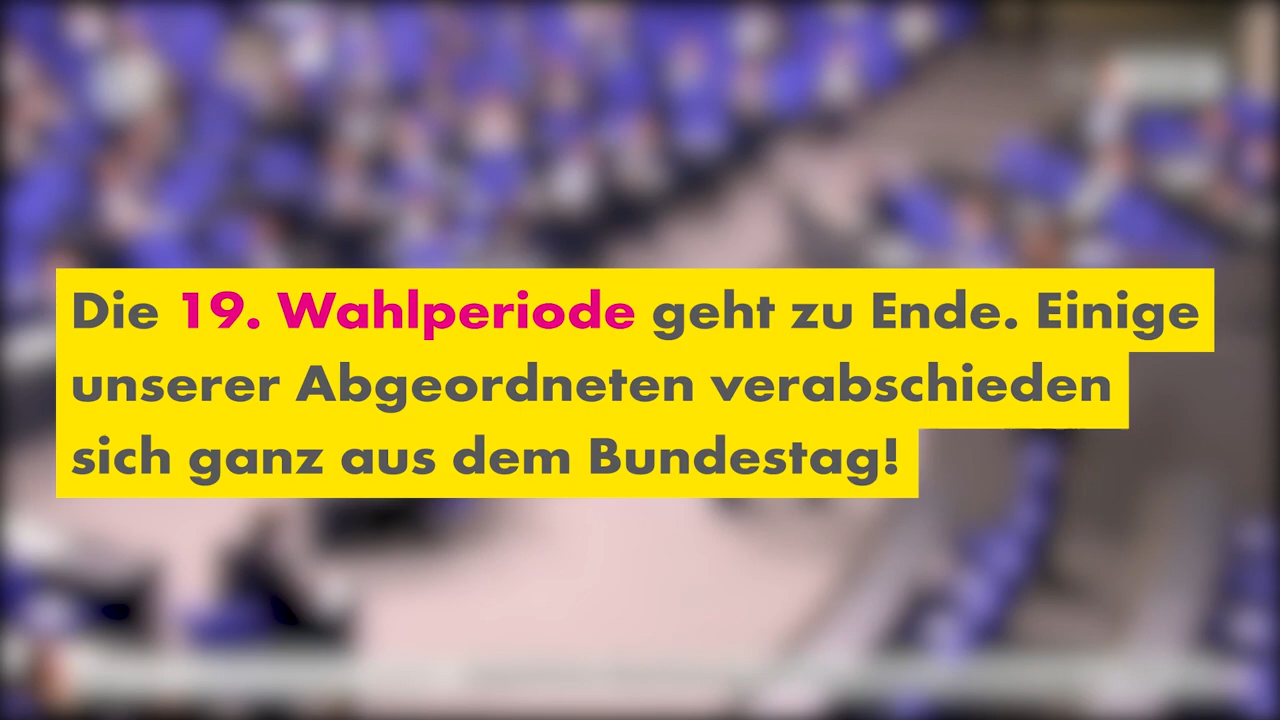 Die 19. Wahlperiode geht zu Ende. Einige
unserer Abgeordneten verabschieden
sich ganz aus dem Bundestag!